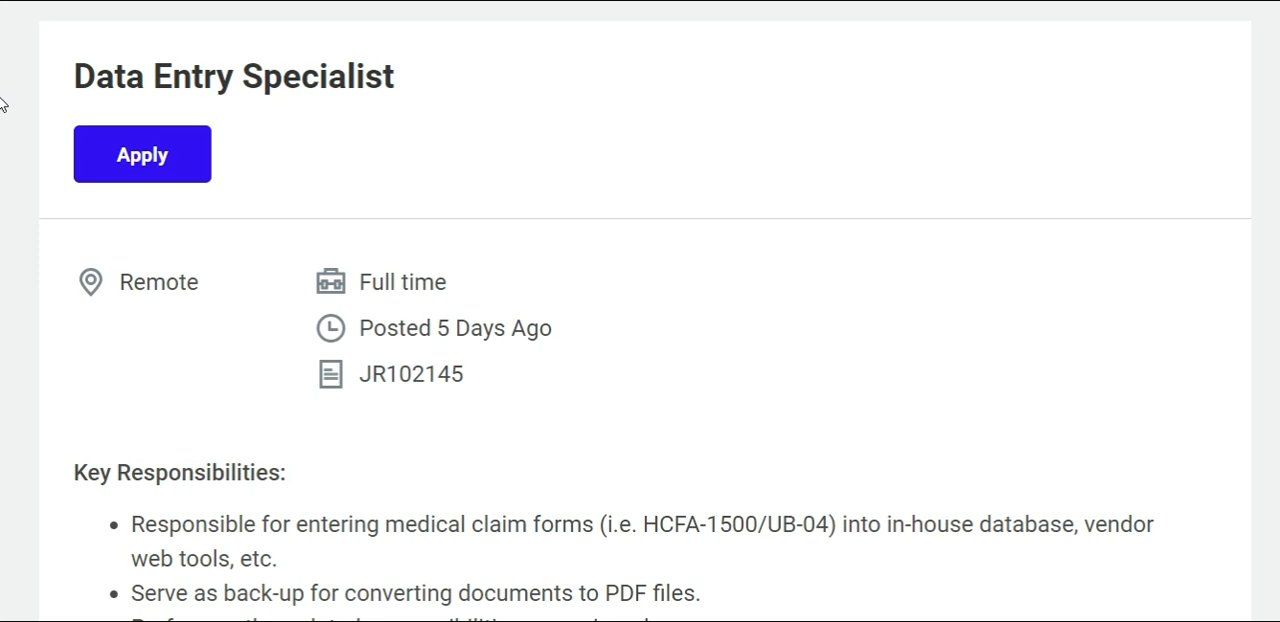 Data Entry Specialist
Apply
Remote
Full time
Posted 5 Days Ago
JR102145
Key Responsibilities:
• Responsible for entering medical claim forms (i.e. HCFA-1500/UB-04) into in-house database, vendor
web tools, etc.
• Serve as back-up for converting documents to PDF files.